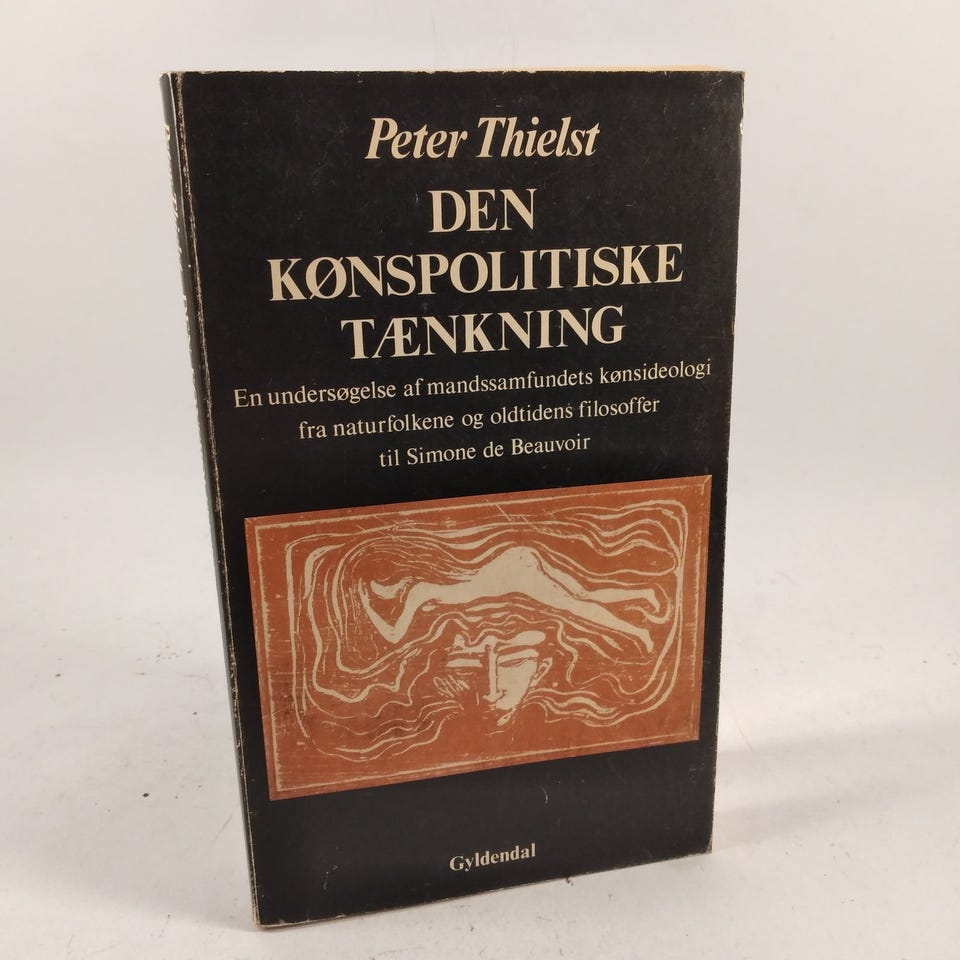 Peter Thielst
DEN
KØNSPOLITISKE
TÆNKNING
En undersøgelse af mandssamfundets kønsideologi
fra naturfolkene og oldtidens filosoffer
til Simone de Beauvoir
Gyldendal